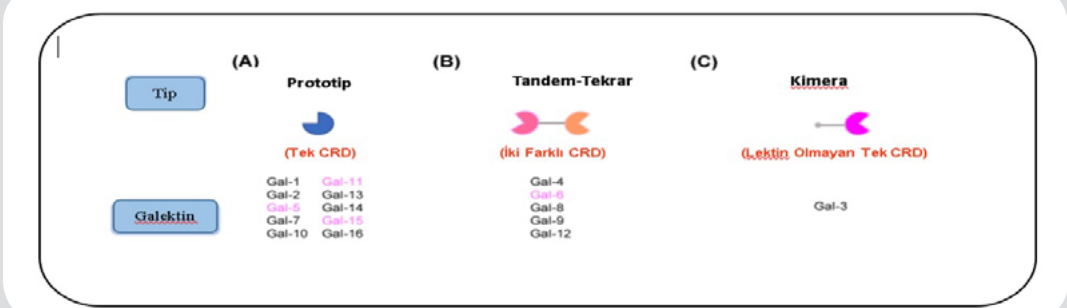 (A) (B) (C)
Tip Prototip Tandem-Tekrar Kimera
(Tek CRD) (İki Farklı CRD) (Lektin Olmayan Tek CRD)
Gal-1 Gal-11 Gal-4
Gal-2 Gal-13 Gal-6
Galektin Gal-5 Gal-14 Gal-8 Gal-3
Gal-7 Gal-15 Gal-9
Gal-10 Gal-16 Gal-12